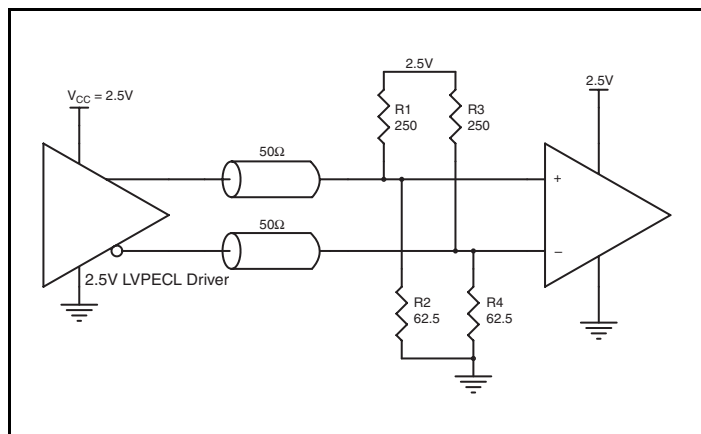 2.5V
V_CC = 2.5V
2.5V
R1
250
R3
250
50Ω
+
50Ω
–
2.5V LVPECL Driver
R2
62.5
R4
62.5